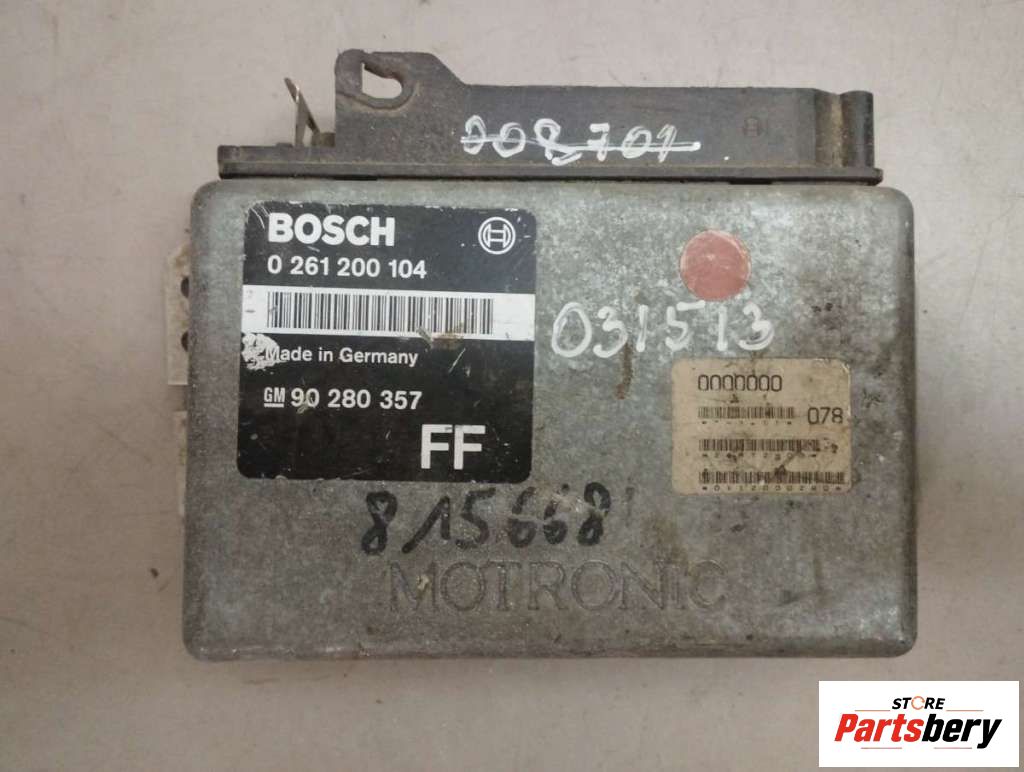 008701
BOSCH
0 261 200 104
Made in Germany
GM 90 280 357
FF
031513
0000000
078
815668
MOTRONIC
STORE
Partsbery